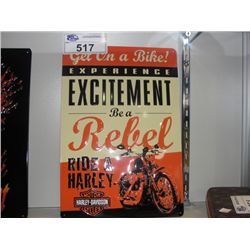 517
Get On a Bike!
EXPERIENCE
EXCITEMENT
Be a
Rebel
RIDE A
HARLEY-
HARLEY-DAVIDSON